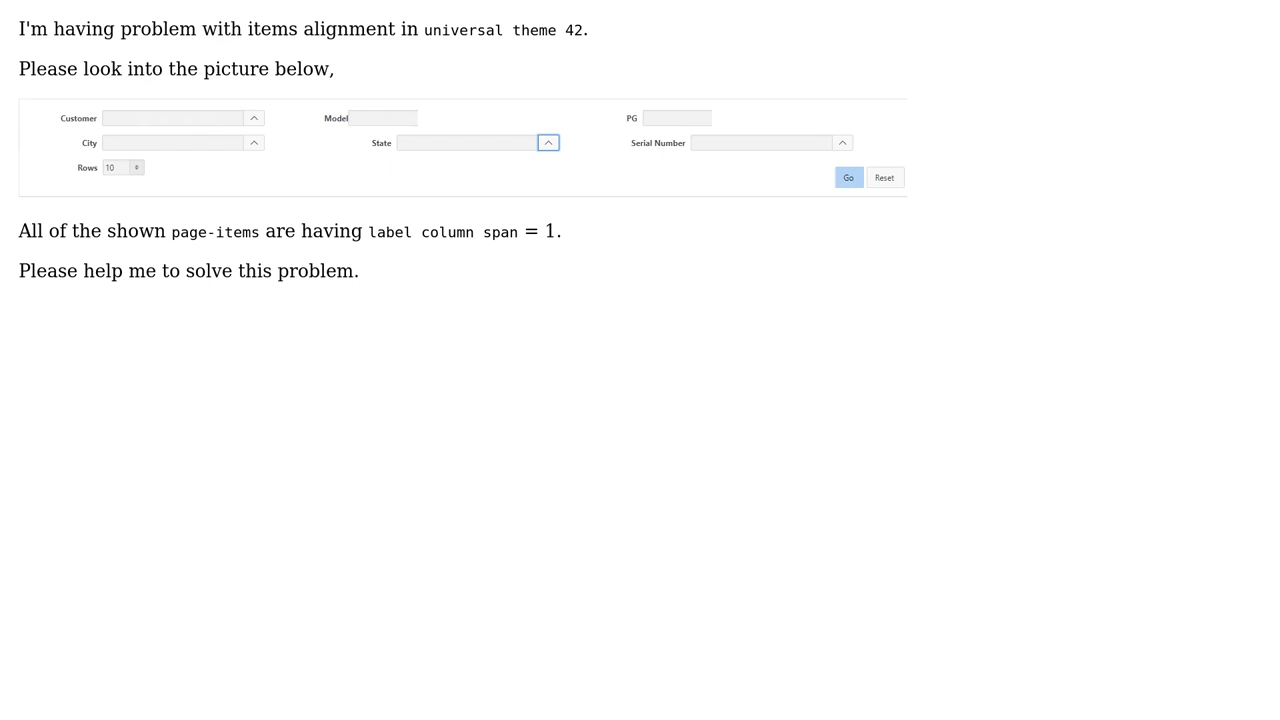 I'm having problem with items alignment in universal theme 42.
Please look into the picture below,
Customer Model PG
City State Serial Number
Rows 10
Go Reset
All of the shown page-items are having label column span = 1.
Please help me to solve this problem.